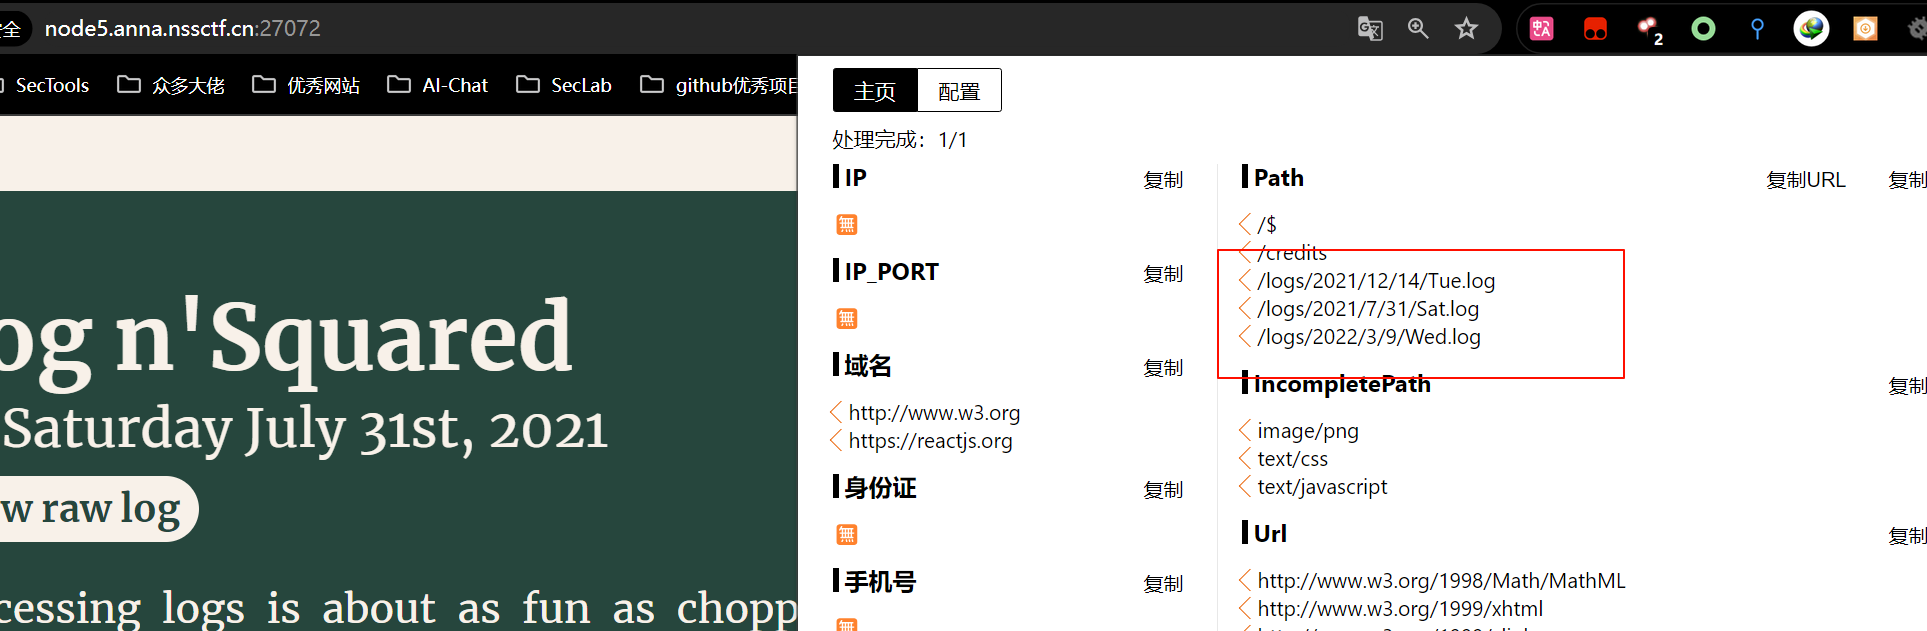 全 node5.anna.nssctf.cn:27072
2
SecTools 众多大佬 优秀网站 AI-Chat SecLab github优秀项目
主页 配置
处理完成：1/1
IP 复制
無
IP_PORT 复制
無
域名 复制
http://www.w3.org
https://reactjs.org
身份证 复制
無
手机号 复制
無
Path 复制URL 复制
/$
/credits
/logs/2021/12/14/Tue.log
/logs/2021/7/31/Sat.log
/logs/2022/3/9/Wed.log
IncompletePath 复制
image/png
text/css
text/javascript
Url 复制
http://www.w3.org/1998/Math/MathML
http://www.w3.org/1999/xhtml
og n'Squared
Saturday July 31st, 2021
w raw log
cessing logs is about as fun as chopp